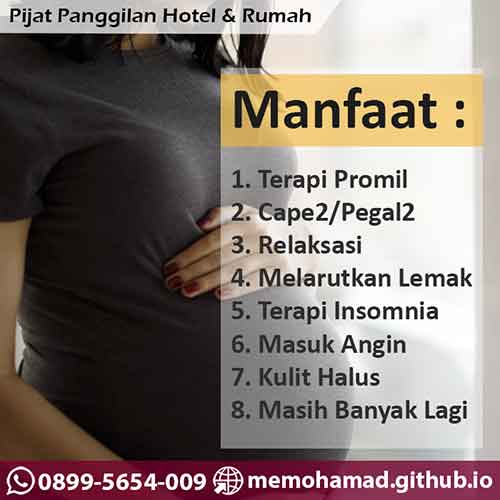 Pijat Panggilan Hotel & Rumah
Manfaat :
1. Terapi Promil
2. Cape2/Pegal2
3. Relaksasi
4. Melarutkan Lemak
5. Terapi Insomnia
6. Masuk Angin
7. Kulit Halus
8. Masih Banyak Lagi
0899-5654-009 memohamad.github.io